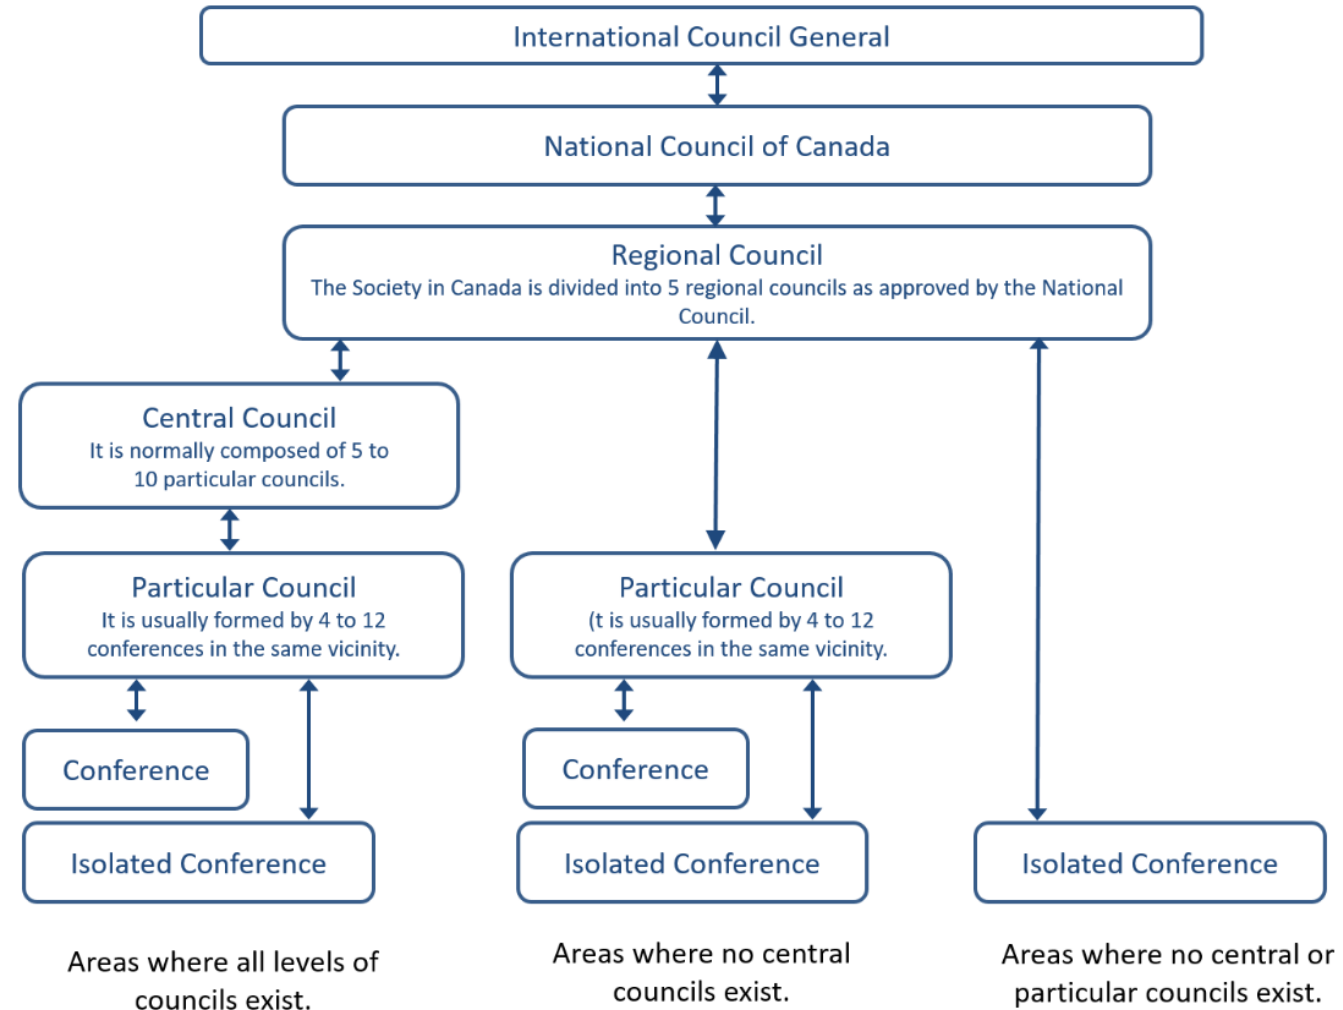 International Council General
National Council of Canada
Regional Council
The Society in Canada is divided into 5 regional councils as approved by the National
Council.
Central Council
It is normally composed of 5 to
10 particular councils.
Particular Council
It is usually formed by 4 to 12
conferences in the same vicinity.
Particular Council
(t is usually formed by 4 to 12
conferences in the same vicinity.
Conference
Conference
Isolated Conference
Isolated Conference
Isolated Conference
Areas where all levels of
councils exist.
Areas where no central
councils exist.
Areas where no central or
particular councils exist.